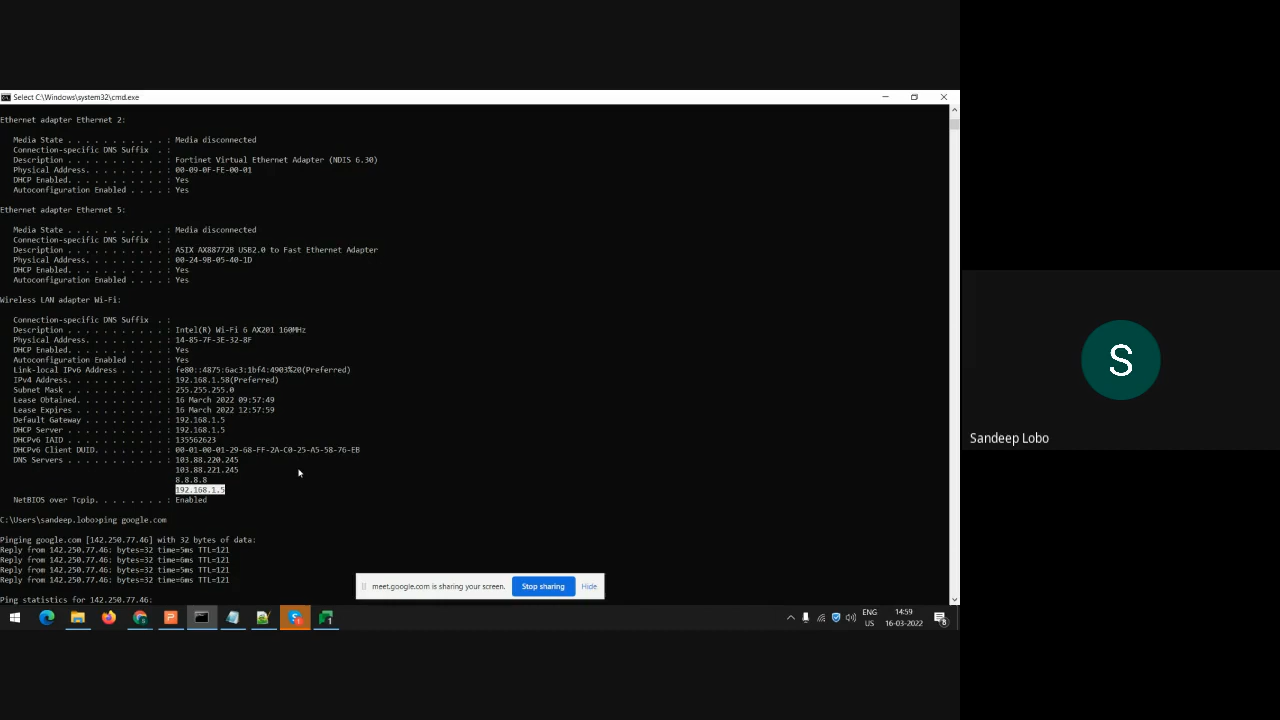 Select C:\Windows\system32\cmd.exe
Ethernet adapter Ethernet 2:
Media State . . . . . . . . . . . : Media disconnected
Connection-specific DNS Suffix  . :
Description . . . . . . . . . . . : Fortinet Virtual Ethernet Adapter (NDIS 6.30)
Physical Address. . . . . . . . . : 00-09-0F-FE-00-01
DHCP Enabled. . . . . . . . . . . : Yes
Autoconfiguration Enabled . . . . : Yes
Ethernet adapter Ethernet 5:
Media State . . . . . . . . . . . : Media disconnected
Connection-specific DNS Suffix  . :
Description . . . . . . . . . . . : ASIX AX88772B USB2.0 to Fast Ethernet Adapter
Physical Address. . . . . . . . . : 00-24-9B-05-40-1D
DHCP Enabled. . . . . . . . . . . : Yes
Autoconfiguration Enabled . . . . : Yes
Wireless LAN adapter Wi-Fi:
Connection-specific DNS Suffix  . :
Description . . . . . . . . . . . : Intel(R) Wi-Fi 6 AX201 160MHz
Physical Address. . . . . . . . . : 14-85-7F-3E-32-8F
DHCP Enabled. . . . . . . . . . . : Yes
Autoconfiguration Enabled . . . . : Yes
Link-local IPv6 Address . . . . . : fe80::4875:6ac3:1bf4:4903%20(Preferred)
IPv4 Address. . . . . . . . . . . : 192.168.1.58(Preferred)
Subnet Mask . . . . . . . . . . . : 255.255.255.0
Lease Obtained. . . . . . . . . . : 16 March 2022 09:57:49
Lease Expires . . . . . . . . . . : 16 March 2022 12:57:59
Default Gateway . . . . . . . . . : 192.168.1.5
DHCP Server . . . . . . . . . . . : 192.168.1.5
DHCPv6 IAID . . . . . . . . . . . : 135562623
DHCPv6 Client DUID. . . . . . . . : 00-01-00-01-29-68-FF-2A-C0-25-A5-58-76-EB
DNS Servers . . . . . . . . . . . : 103.88.220.245
103.88.221.245
8.8.8.8
192.168.1.5
NetBIOS over Tcpip. . . . . . . . : Enabled
C:\Users\sandeep.lobo>ping google.com
Pinging google.com [142.250.77.46] with 32 bytes of data:
Reply from 142.250.77.46: bytes=32 time=5ms TTL=121
Reply from 142.250.77.46: bytes=32 time=6ms TTL=121
Reply from 142.250.77.46: bytes=32 time=5ms TTL=121
Reply from 142.250.77.46: bytes=32 time=6ms TTL=121
Ping statistics for 142.250.77.46:
meet.google.com is sharing your screen.
Stop sharing
Hide
ENG
US
14:59
16-03-2022
S
Sandeep Lobo